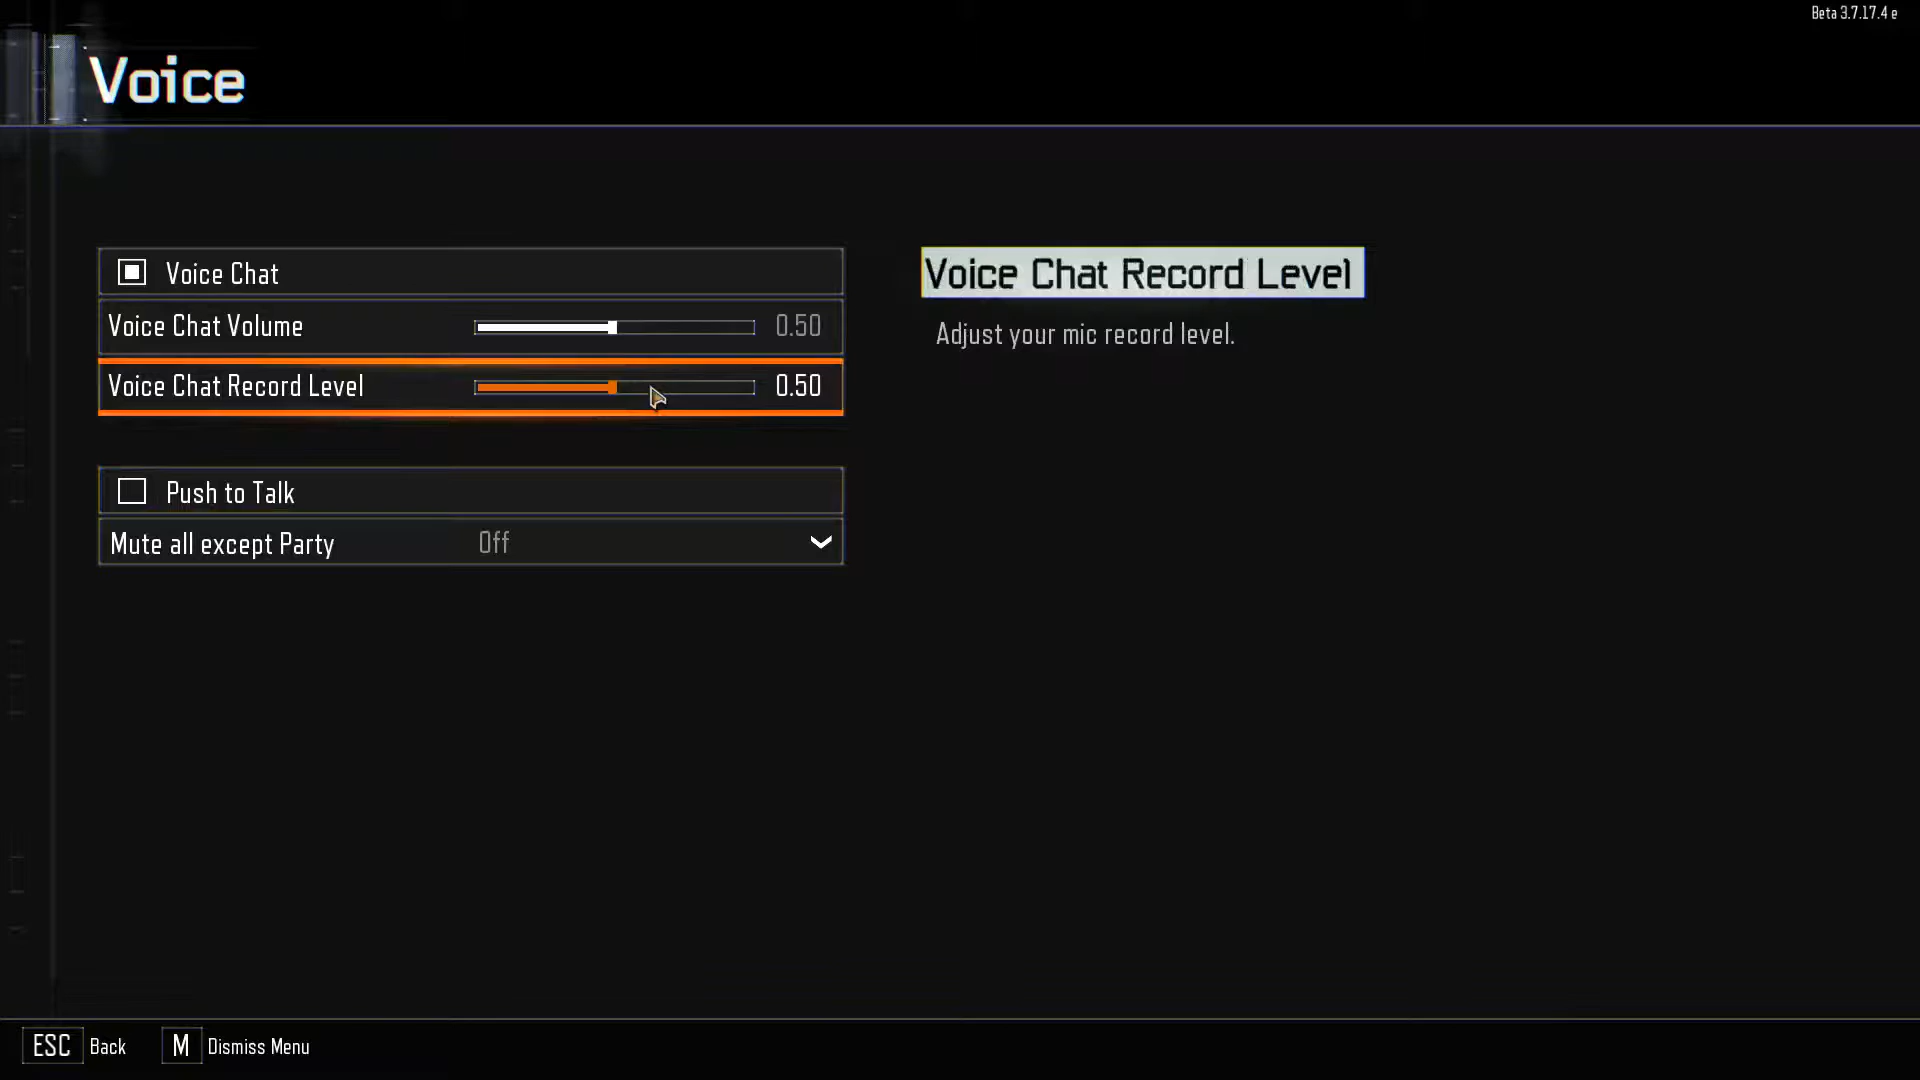 Beta 3.7.17.4 e
Voice
Voice Chat
Voice Chat Volume 0.50
Voice Chat Record Level 0.50
Push to Talk
Mute all except Party Off
Voice Chat Record Level
Adjust your mic record level.
ESC Back M Dismiss Menu